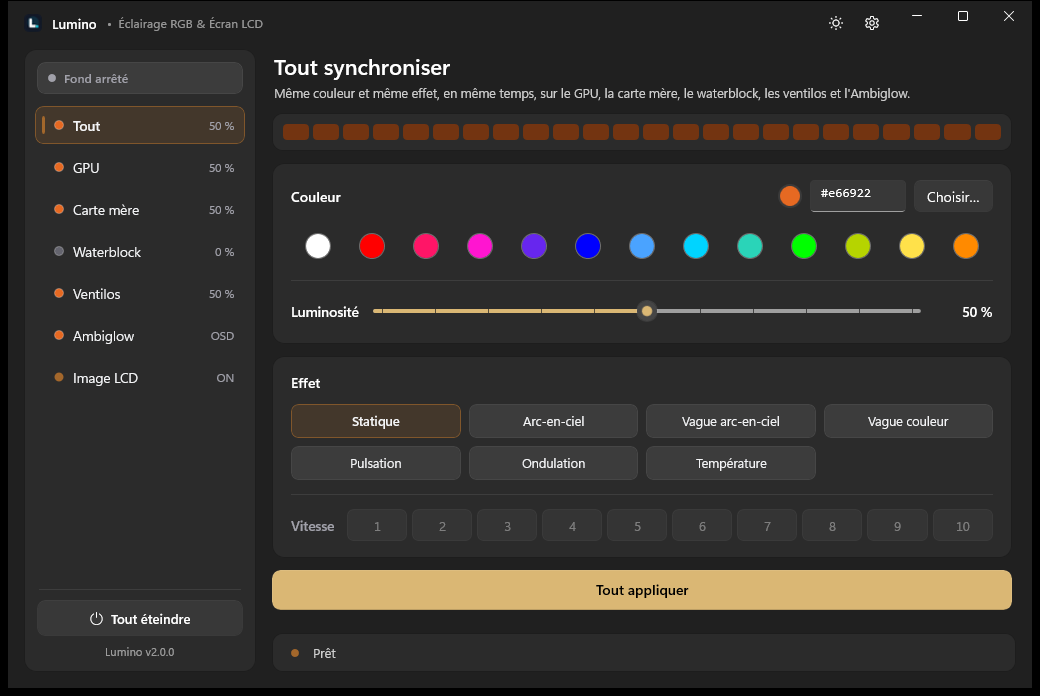 Lumino • Éclairage RGB & Écran LCD
Fond arrêté
Tout 50 %
GPU 50 %
Carte mère 50 %
Waterblock 0 %
Ventilos 50 %
Ambiglow OSD
Image LCD ON
Tout éteindre
Lumino v2.0.0
Tout synchroniser
Même couleur et même effet, en même temps, sur le GPU, la carte mère, le waterblock, les ventilos et l'Ambiglow.
Couleur #e66922 Choisir...
Luminosité 50 %
Effet
Statique Arc-en-ciel Vague arc-en-ciel Vague couleur
Pulsation Ondulation Température
Vitesse 1 2 3 4 5 6 7 8 9 10
Tout appliquer
Prêt